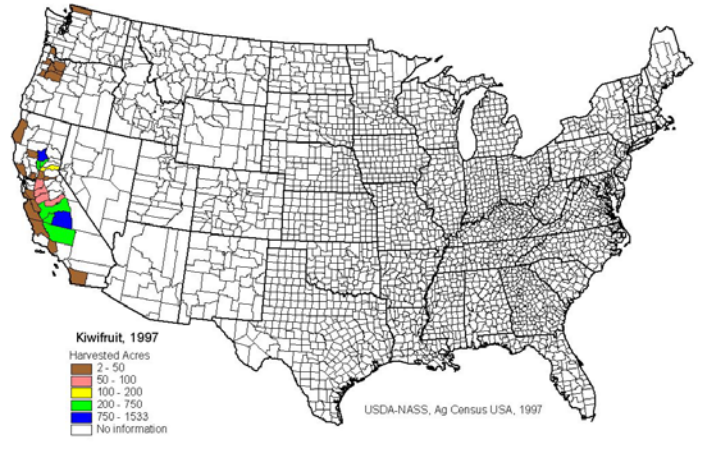 Kiwifruit, 1997
Harvested Acres
2 - 50
50 - 100
100 - 200
200 - 750
750 - 1533
No information
USDA-NASS, Ag Census USA, 1997